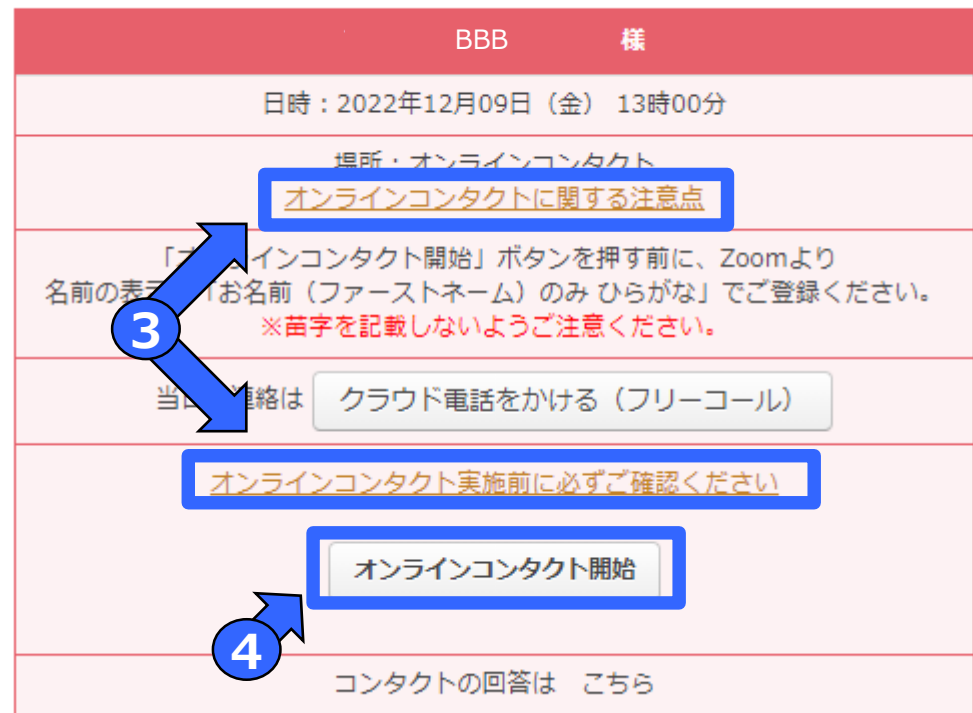 BBB 様
日時：2022年12月09日（金） 13時00分
場所：オンラインコンタクト
オンラインコンタクトに関する注意点
「オ インコンタクト開始」ボタンを押す前に、Zoomより
名前の表示 「お名前（ファーストネーム）のみ ひらがな」でご登録ください。
※苗字を記載しないようご注意ください。
3
当日 連絡は クラウド電話をかける（フリーコール）
オンラインコンタクト実施前に必ずご確認ください
オンラインコンタクト開始
4
コンタクトの回答は こちら